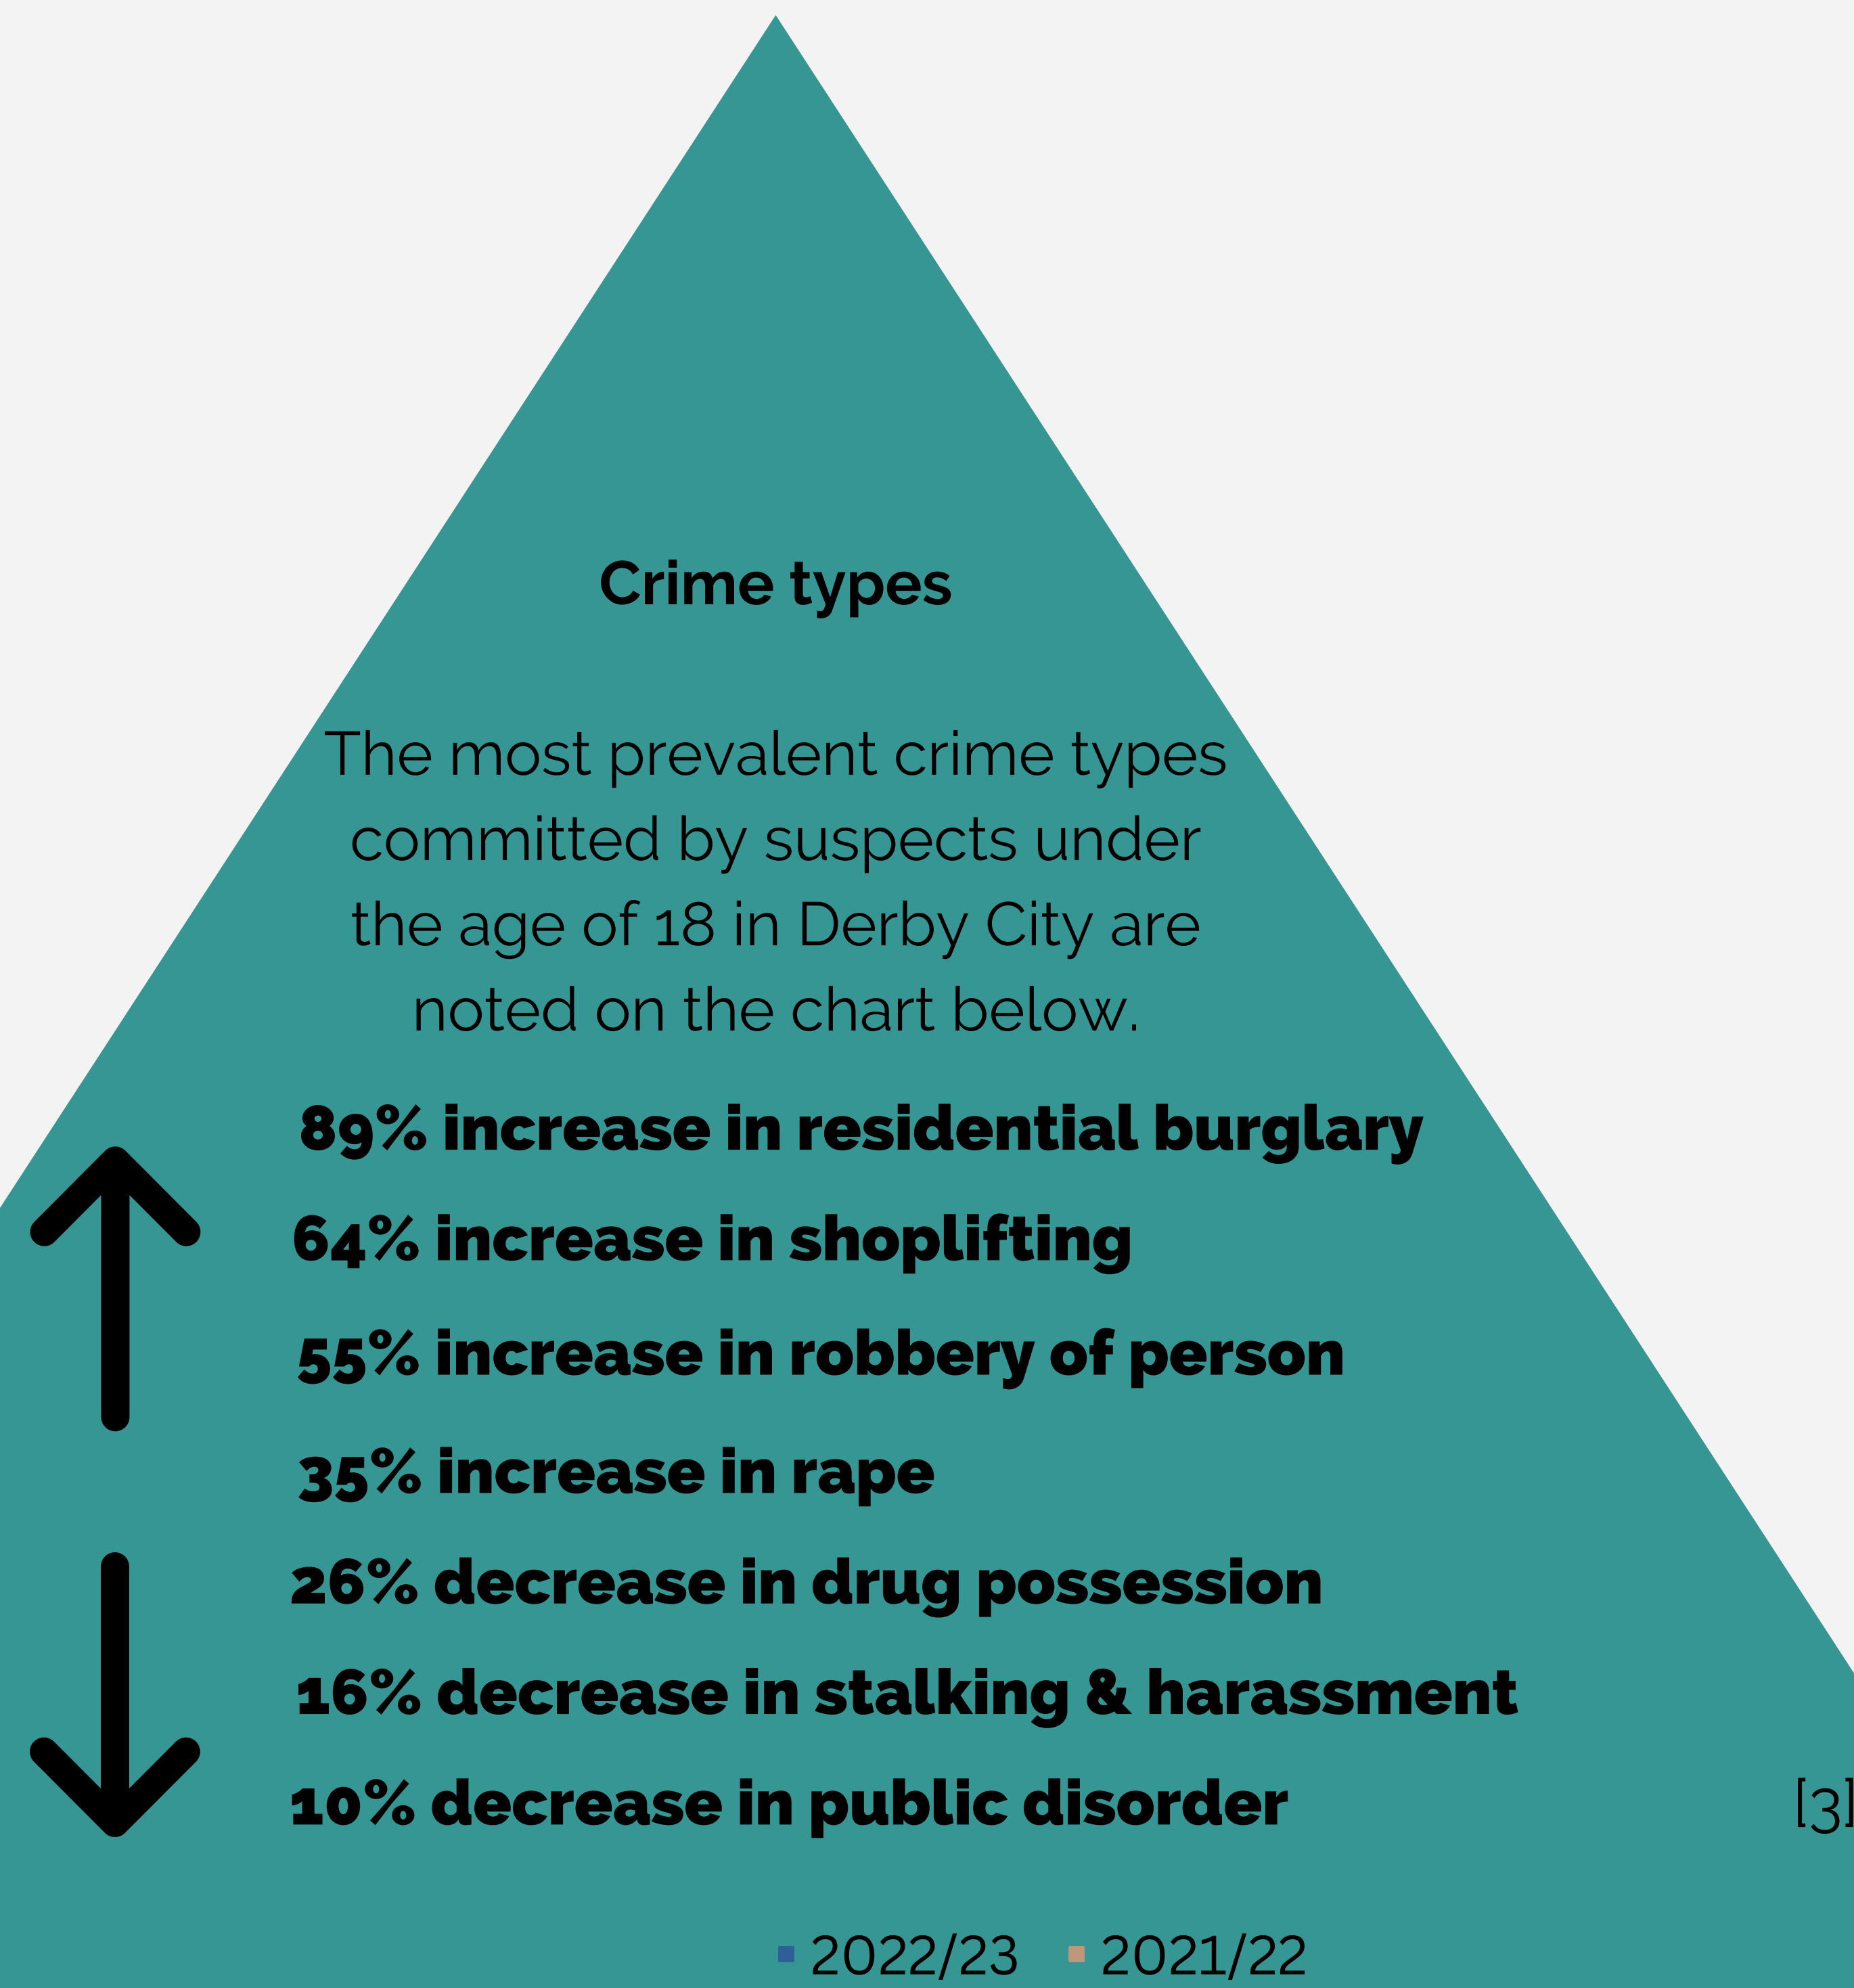 Crime types
The most prevalent crime types
committed by suspects under
the age of 18 in Derby City are
noted on the chart below.
89% increase in residential burglary
64% increase in shoplifting
55% increase in robbery of person
35% increase in rape
26% decrease in drug possession
16% decrease in stalking & harassment
10% decrease in public disorder
[3]
2022/23 2021/22